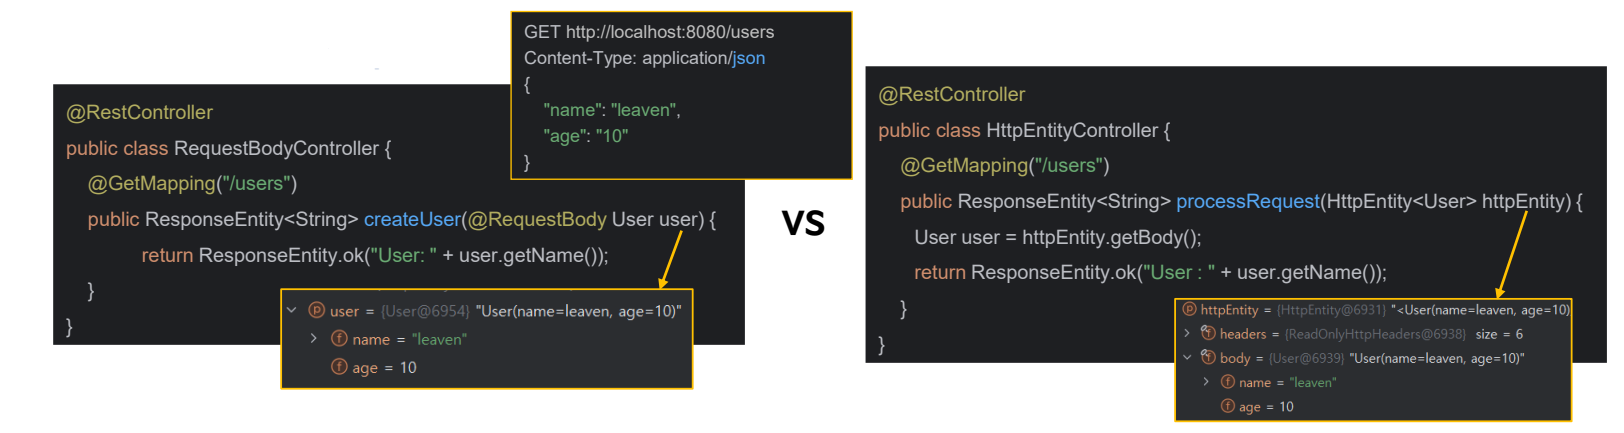 GET http://localhost:8080/users
Content-Type: application/json
{
"name": "leaven",
"age": "10"
}
@RestController
public class RequestBodyController {
@GetMapping("/users")
public ResponseEntity<String> createUser(@RequestBody User user) {
return ResponseEntity.ok("User: " + user.getName());
}
}
user = {User@6954} "User(name=leaven, age=10)"
name = "leaven"
age = 10
VS
@RestController
public class HttpEntityController {
@GetMapping("/users")
public ResponseEntity<String> processRequest(HttpEntity<User> httpEntity) {
User user = httpEntity.getBody();
return ResponseEntity.ok("User : " + user.getName());
}
}
httpEntity = {HttpEntity@6931} "<User(name=leaven, age=10)
headers = {ReadOnlyHttpHeaders@6938} size = 6
body = {User@6939} "User(name=leaven, age=10)"
name = "leaven"
age = 10